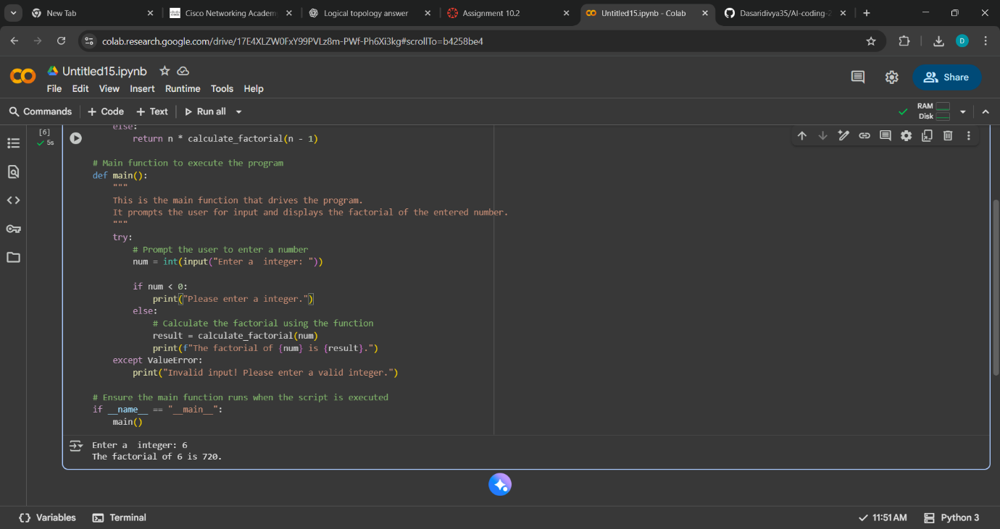 New Tab
Cisco Networking Academ
Logical topology answer
Assignment 10.2
Untitled15.ipynb - Colab
Dasaridivya35/AI-coding-2
colab.research.google.com/drive/17E4XLZW0FxY99PVLz8m-PWf-Ph6Xi3kg#scrollTo=b4258be4
D
Untitled15.ipynb
File Edit View Insert Runtime Tools Help
Share
Commands + Code + Text Run all
RAM
Disk
[6]
5s
else:
return n * calculate_factorial(n - 1)
# Main function to execute the program
def main():
"""
This is the main function that drives the program.
It prompts the user for input and displays the factorial of the entered number.
"""
try:
# Prompt the user to enter a number
num = int(input("Enter a  integer: "))
if num < 0:
print("Please enter a integer.")
else:
# Calculate the factorial using the function
result = calculate_factorial(num)
print(f"The factorial of {num} is {result}.")
except ValueError:
print("Invalid input! Please enter a valid integer.")
# Ensure the main function runs when the script is executed
if __name__ == "__main__":
main()
Enter a  integer: 6
The factorial of 6 is 720.
Variables Terminal
11:51 AM Python 3